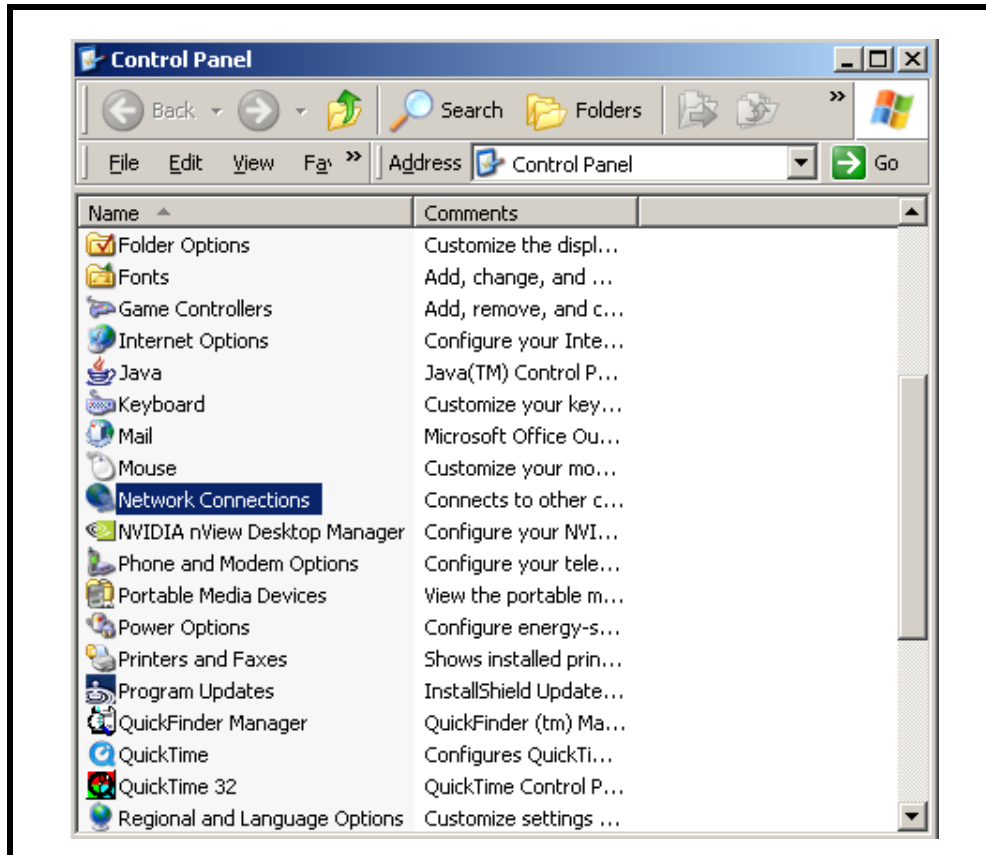 Control Panel
Back Search Folders »
File Edit View Fa » Address Control Panel Go
Name Comments
Folder Options Customize the displ...
Fonts Add, change, and ...
Game Controllers Add, remove, and c...
Internet Options Configure your Inte...
Java Java(TM) Control P...
Keyboard Customize your key...
Mail Microsoft Office Ou...
Mouse Customize your mo...
Network Connections Connects to other c...
NVIDIA nView Desktop Manager Configure your NVI...
Phone and Modem Options Configure your tele...
Portable Media Devices View the portable m...
Power Options Configure energy-s...
Printers and Faxes Shows installed prin...
Program Updates InstallShield Update...
QuickFinder Manager QuickFinder (tm) Ma...
QuickTime Configures QuickTi...
QuickTime 32 QuickTime Control P...
Regional and Language Options Customize settings ...